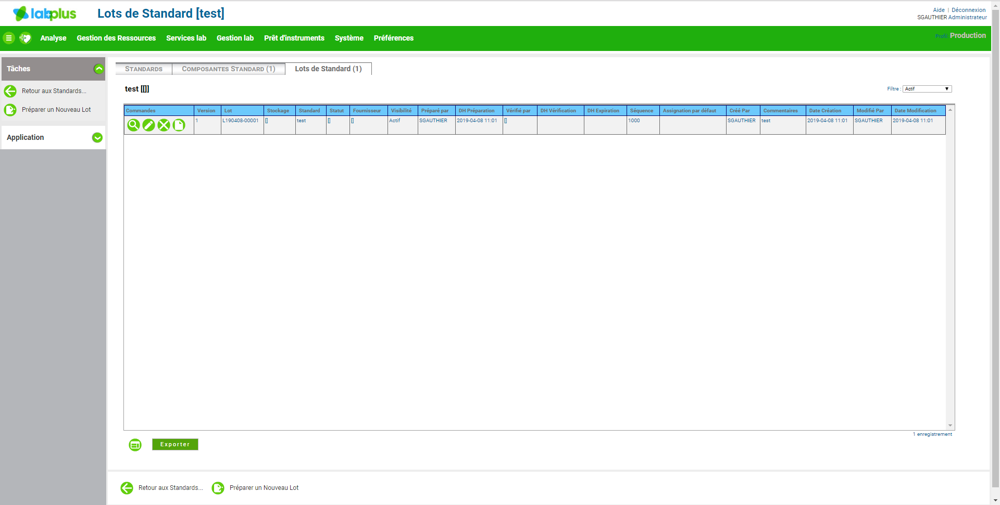 labplus
Lots de Standard [test]
Aide | Déconnexion
SGAUTHIER Administrateur
Analyse Gestion des Ressources Services lab Gestion lab Prêt d'instruments Système Préférences
Profil: Production
Tâches
Retour aux Standards...
Préparer un Nouveau Lot
Application
STANDARDS COMPOSANTES STANDARD (1) Lots de Standard (1)
test [[]]
Filtre : Actif
Commandes Version Lot Stockage Standard Statut Fournisseur Visibilité Préparé par DH Préparation Vérifié par DH Vérification DH Expiration Séquence Assignation par défaut Créé Par Commentaires Date Création Modifié Par Date Modification
1 L190408-00001 [] test [] [] Actif SGAUTHIER 2019-04-08 11:01 [] 1000 SGAUTHIER test 2019-04-08 11:01 SGAUTHIER 2019-04-08 11:01
1 enregistrement
Exporter
Retour aux Standards... Préparer un Nouveau Lot